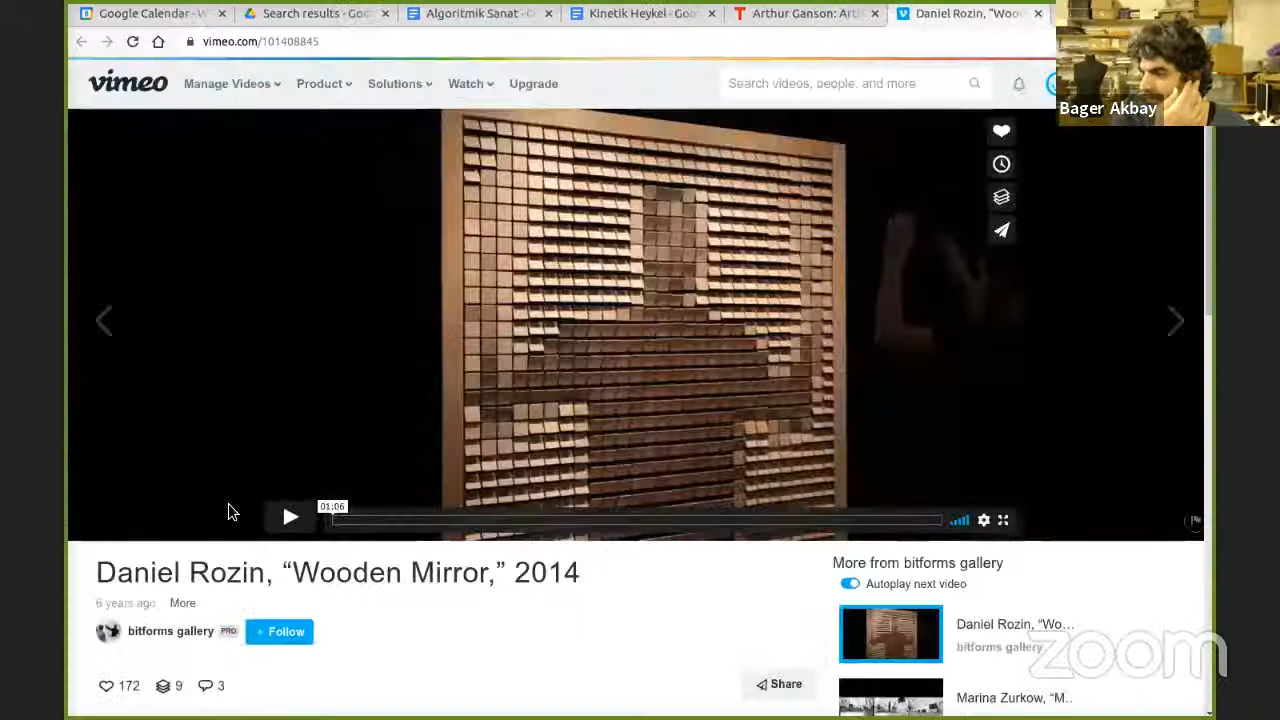 Google Calendar - W
Search results - Goo
Algoritmik Sanat - G
Kinetik Heykel - Goo
Arthur Ganson: Arti
Daniel Rozin, “Woo
vimeo.com/101408845
vimeo
Manage Videos
Product
Solutions
Watch
Upgrade
Search videos, people, and more
Bager Akbay
01:06
Daniel Rozin, “Wooden Mirror,” 2014
6 years ago
More
bitforms gallery PRO
+ Follow
172
9
3
Share
More from bitforms gallery
Autoplay next video
Daniel Rozin, “Wo...
bitforms gallery
Marina Zurkow, “M..
zoom